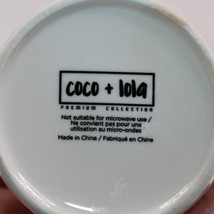 coco + lola
PREMIUM COLLECTION
Not suitable for microwave use /
Ne convient pas pour une
utilisation au micro-ondes
Made in China / Fabriqué en China